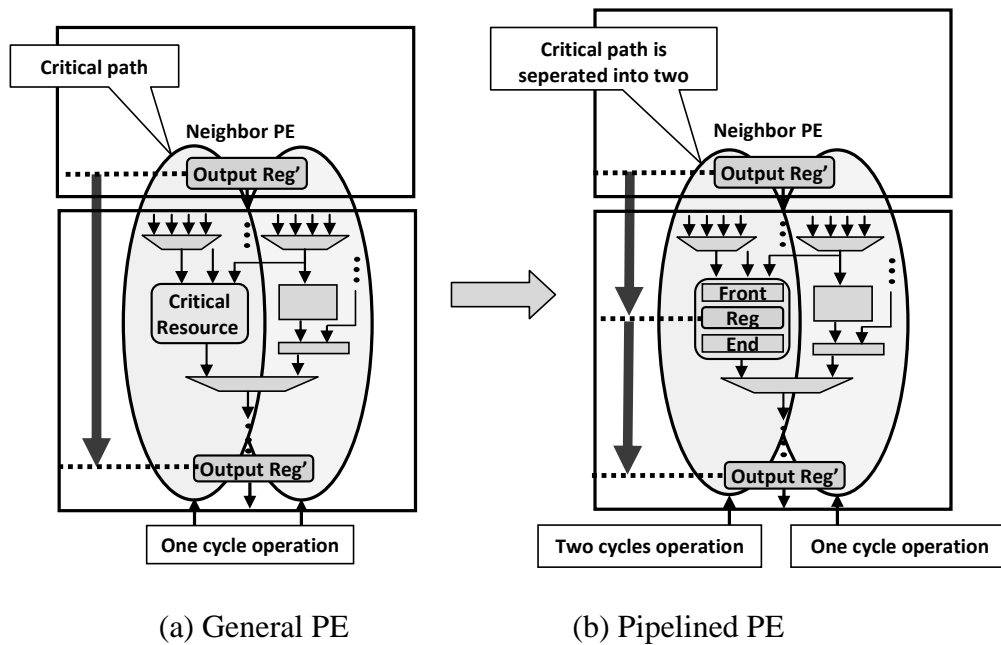 Critical path
Neighbor PE
Output Reg’
Critical
Resource
Output Reg’
One cycle operation
(a) General PE
Critical path is
seperated into two
Neighbor PE
Output Reg’
Front
Reg
End
Output Reg’
Two cycles operation
One cycle operation
(b) Pipelined PE